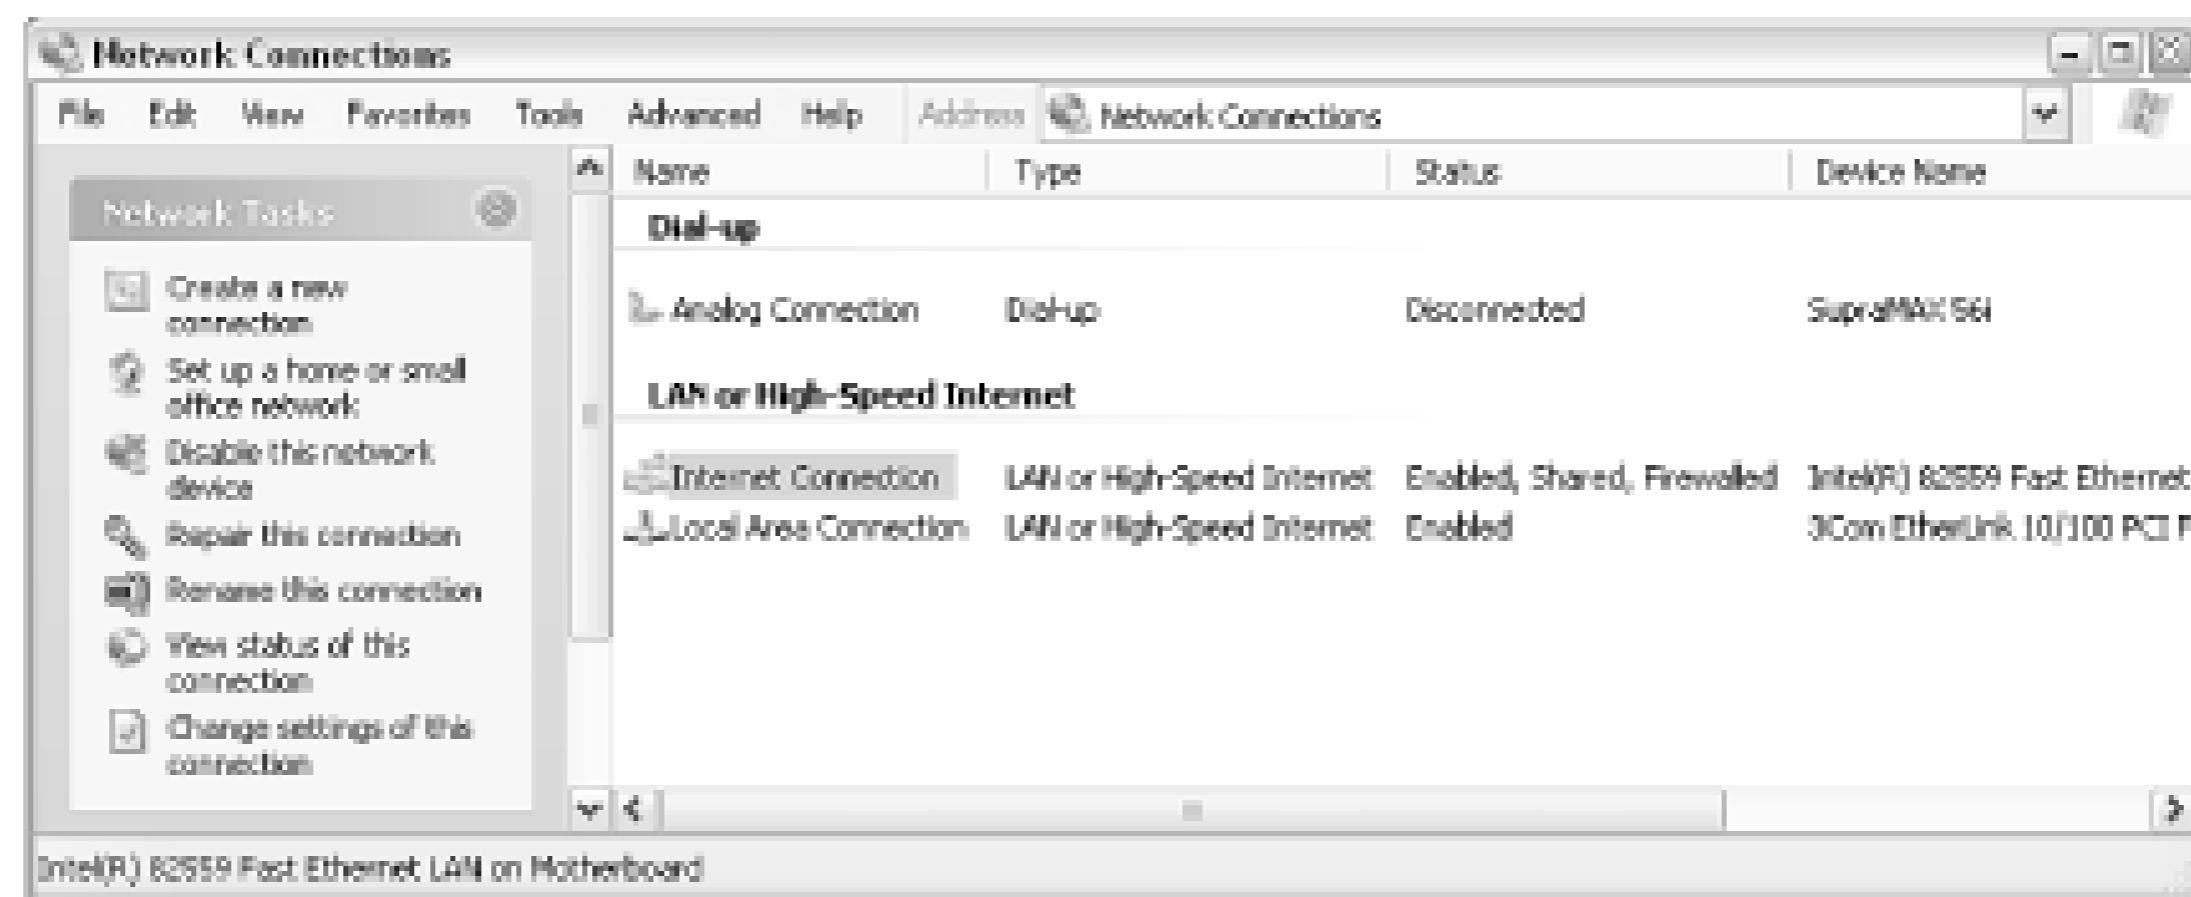 Network Connections
File Edit View Favorites Tools Advanced Help Address Network Connections
Network Tasks
Create a new
connection
Set up a home or small
office network
Disable this network
device
Repair this connection
Rename this connection
View status of this
connection
Change settings of this
connection
Name Type Status Device Name
Dial-up
Analog Connection Dial-up Disconnected SupraMAX 56i
LAN or High-Speed Internet
Internet Connection LAN or High-Speed Internet Enabled, Shared, Firewalled Intel(R) 82559 Fast Ethernet
Local Area Connection LAN or High-Speed Internet Enabled 3Com EtherLink 10/100 PCI F
Intel(R) 82559 Fast Ethernet LAN on Motherboard